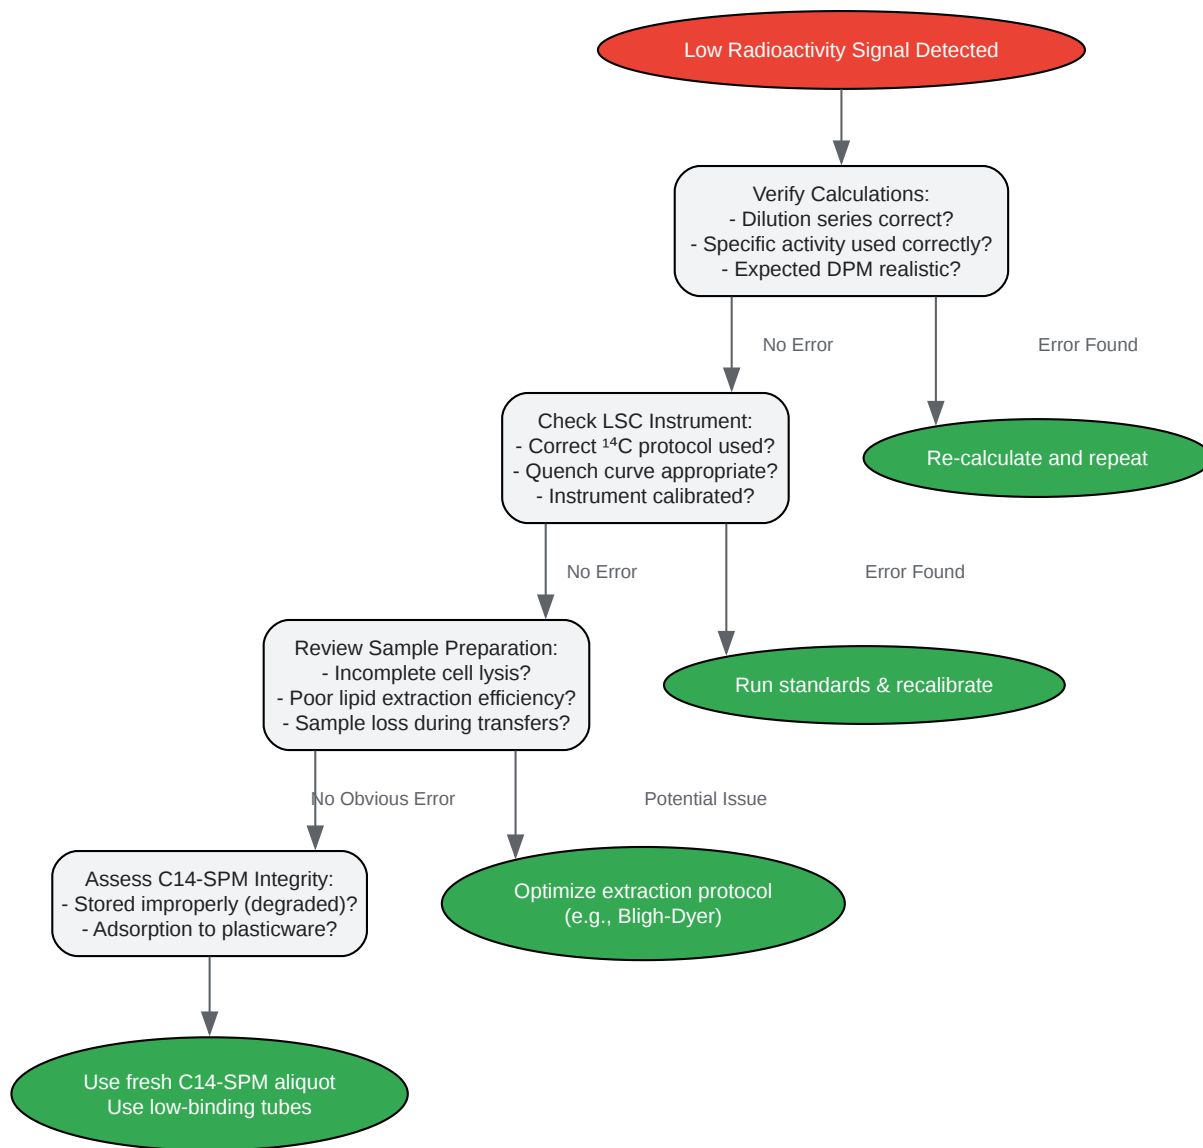 Low Radioactivity Signal Detected
Verify Calculations:
- Dilution series correct?
- Specific activity used correctly?
- Expected DPM realistic?
No Error
Error Found
Check LSC Instrument:
- Correct ¹⁴C protocol used?
- Quench curve appropriate?
- Instrument calibrated?
Re-calculate and repeat
No Error
Error Found
Review Sample Preparation:
- Incomplete cell lysis?
- Poor lipid extraction efficiency?
- Sample loss during transfers?
Run standards & recalibrate
No Obvious Error
Potential Issue
Assess C14-SPM Integrity:
- Stored improperly (degraded)?
- Adsorption to plasticware?
Optimize extraction protocol
(e.g., Bligh-Dyer)
Use fresh C14-SPM aliquot
Use low-binding tubes